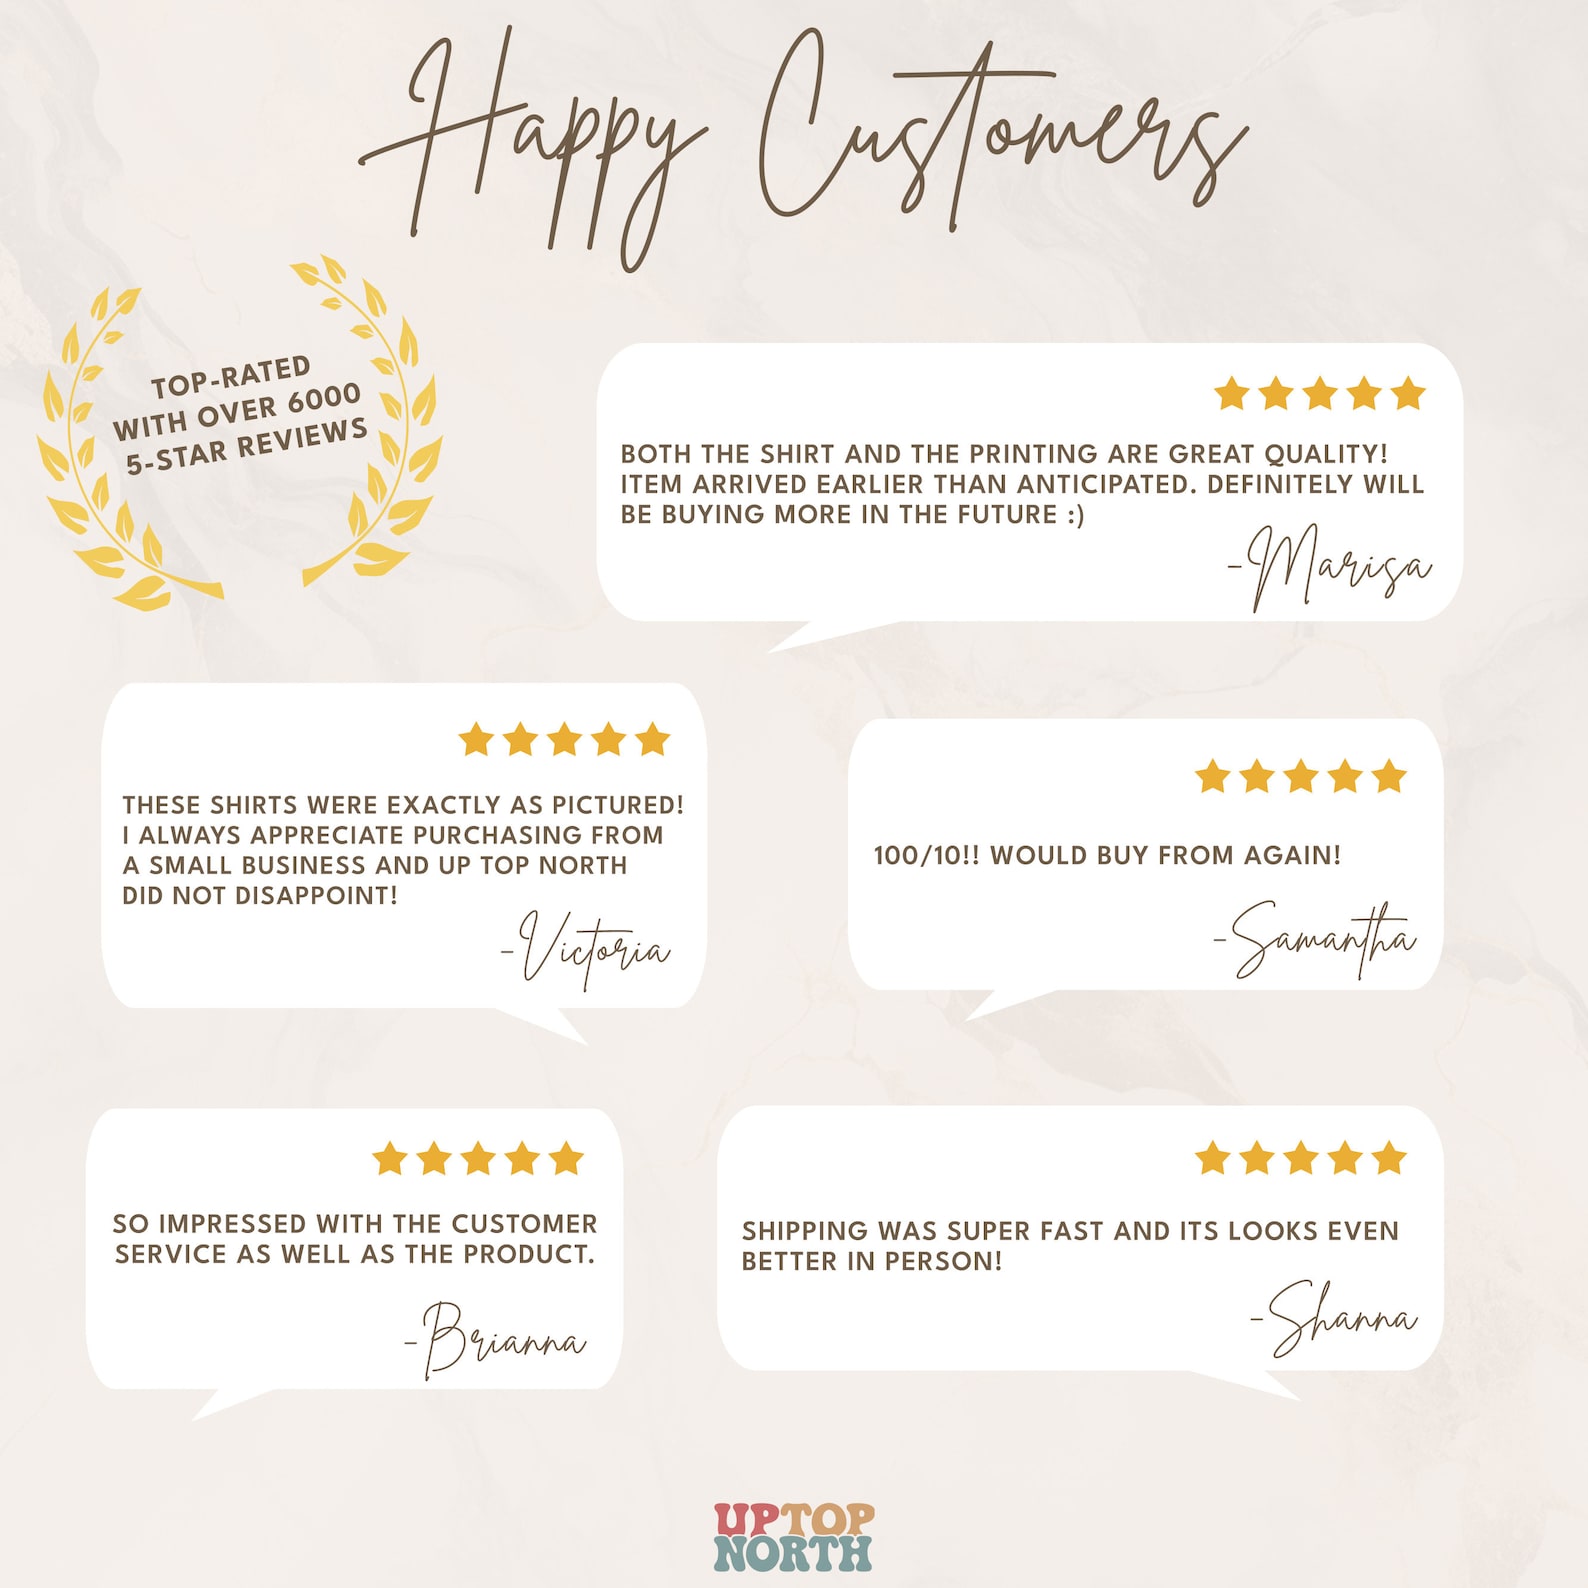 Happy Customers
TOP-RATED
WITH OVER 6000
5-STAR REVIEWS
BOTH THE SHIRT AND THE PRINTING ARE GREAT QUALITY!
ITEM ARRIVED EARLIER THAN ANTICIPATED. DEFINITELY WILL
BE BUYING MORE IN THE FUTURE :)
-Marisa
THESE SHIRTS WERE EXACTLY AS PICTURED!
I ALWAYS APPRECIATE PURCHASING FROM
A SMALL BUSINESS AND UP TOP NORTH
DID NOT DISAPPOINT!
-Victoria
100/10!! WOULD BUY FROM AGAIN!
-Samantha
SO IMPRESSED WITH THE CUSTOMER
SERVICE AS WELL AS THE PRODUCT.
-Brianna
SHIPPING WAS SUPER FAST AND ITS LOOKS EVEN
BETTER IN PERSON!
-Shanna
UPTOP
NORTH